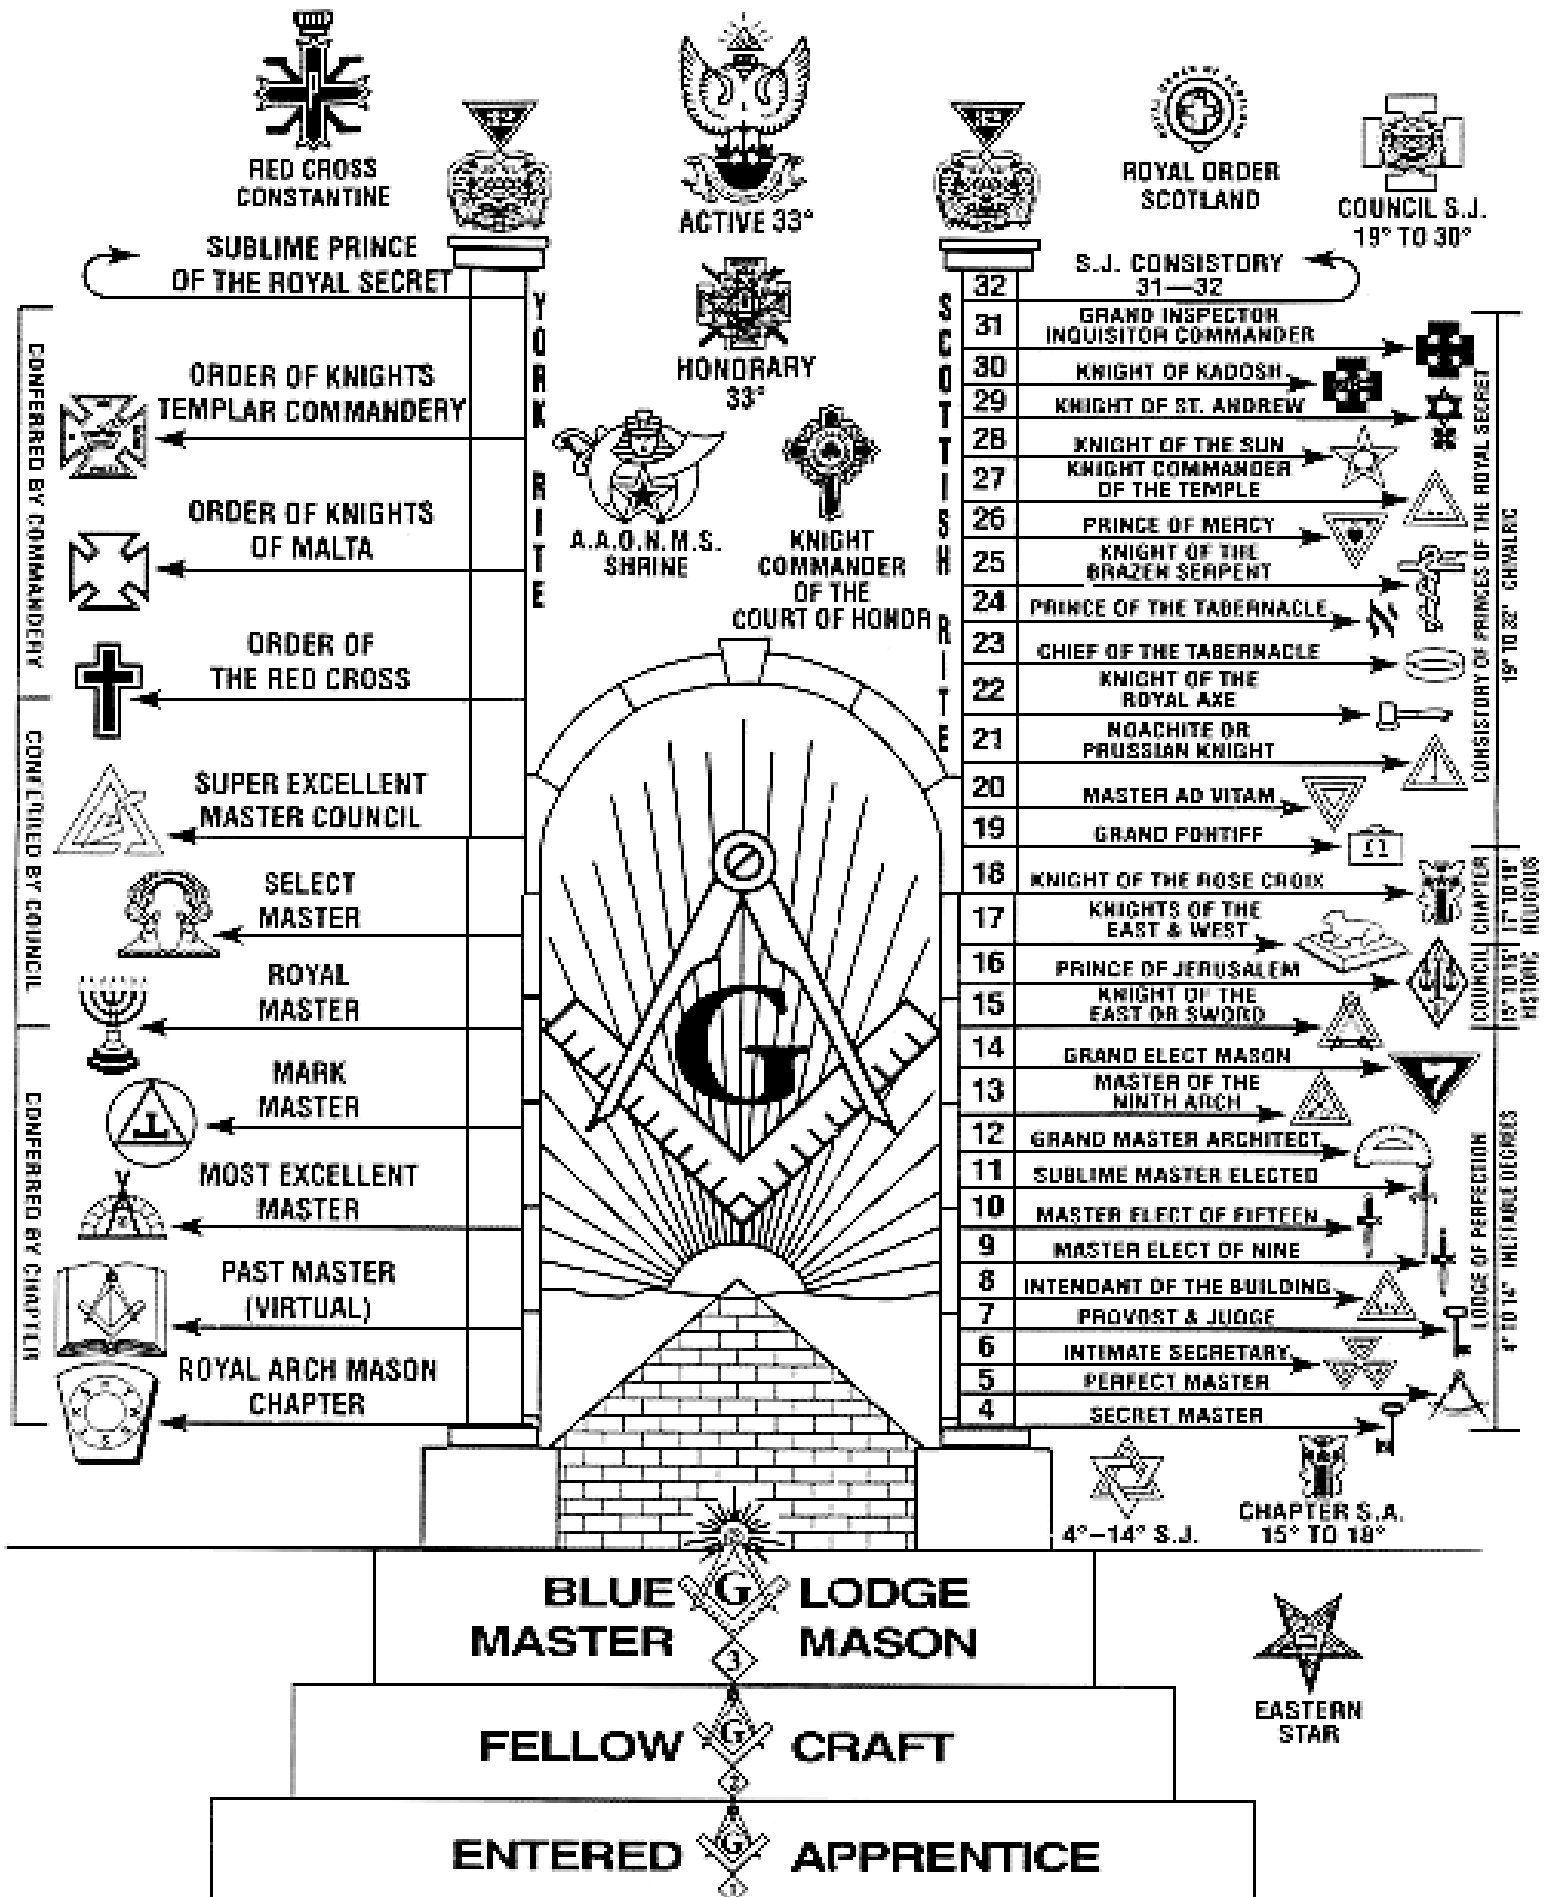 RED CROSS
CONSTANTINE
ACTIVE 33°
ROYAL ORDER
SCOTLAND
COUNCIL S.J.
19° TO 30°
SUBLIME PRINCE
OF THE ROYAL SECRET
HONORARY
33°
A.A.O.N.M.S.
SHRINE
KNIGHT
COMMANDER
OF THE
COURT OF HONOR
YORK RITE
CONFERRED BY COMMANDERY
ORDER OF KNIGHTS
TEMPLAR COMMANDERY
ORDER OF KNIGHTS
OF MALTA
ORDER OF
THE RED CROSS
CONFERRED BY COUNCIL
SUPER EXCELLENT
MASTER COUNCIL
SELECT
MASTER
ROYAL
MASTER
CONFERRED BY CHAPTER
MARK
MASTER
MOST EXCELLENT
MASTER
PAST MASTER
(VIRTUAL)
ROYAL ARCH MASON
CHAPTER
G
SCOTTISH RITE
32 S.J. CONSISTORY
31—32
31 GRAND INSPECTOR
INQUISITOR COMMANDER
30 KNIGHT OF KADOSH
29 KNIGHT OF ST. ANDREW
28 KNIGHT OF THE SUN
27 KNIGHT COMMANDER
OF THE TEMPLE
26 PRINCE OF MERCY
25 KNIGHT OF THE
BRAZEN SERPENT
24 PRINCE OF THE TABERNACLE
23 CHIEF OF THE TABERNACLE
22 KNIGHT OF THE
ROYAL AXE
21 NOACHITE OR
PRUSSIAN KNIGHT
20 MASTER AD VITAM
19 GRAND PONTIFF
Ω
18 KNIGHT OF THE ROSE CROIX
17 KNIGHTS OF THE
EAST & WEST
16 PRINCE OF JERUSALEM
15 KNIGHT OF THE
EAST OR SWORD
14 GRAND ELECT MASON
13 MASTER OF THE
NINTH ARCH
12 GRAND MASTER ARCHITECT
11 SUBLIME MASTER ELECTED
10 MASTER ELECT OF FIFTEEN
9 MASTER ELECT OF NINE
8 INTENDANT OF THE BUILDING
7 PROVOST & JUDGE
6 INTIMATE SECRETARY
5 PERFECT MASTER
4 SECRET MASTER
CONSISTORY OF PRINCES OF THE ROYAL SECRET
19° TO 32° CHIVALRIC
CHAPTER
17° TO 18°
RELIGIOUS
COUNCIL
15° TO 16°
HISTORIC
LODGE OF PERFECTION
4° TO 14° INEFFABLE DEGREES
4°–14° S.J.
CHAPTER S.A.
15° TO 18°
BLUE G LODGE
MASTER MASON
3
FELLOW G CRAFT
2
ENTERED G APPRENTICE
1
EASTERN
STAR